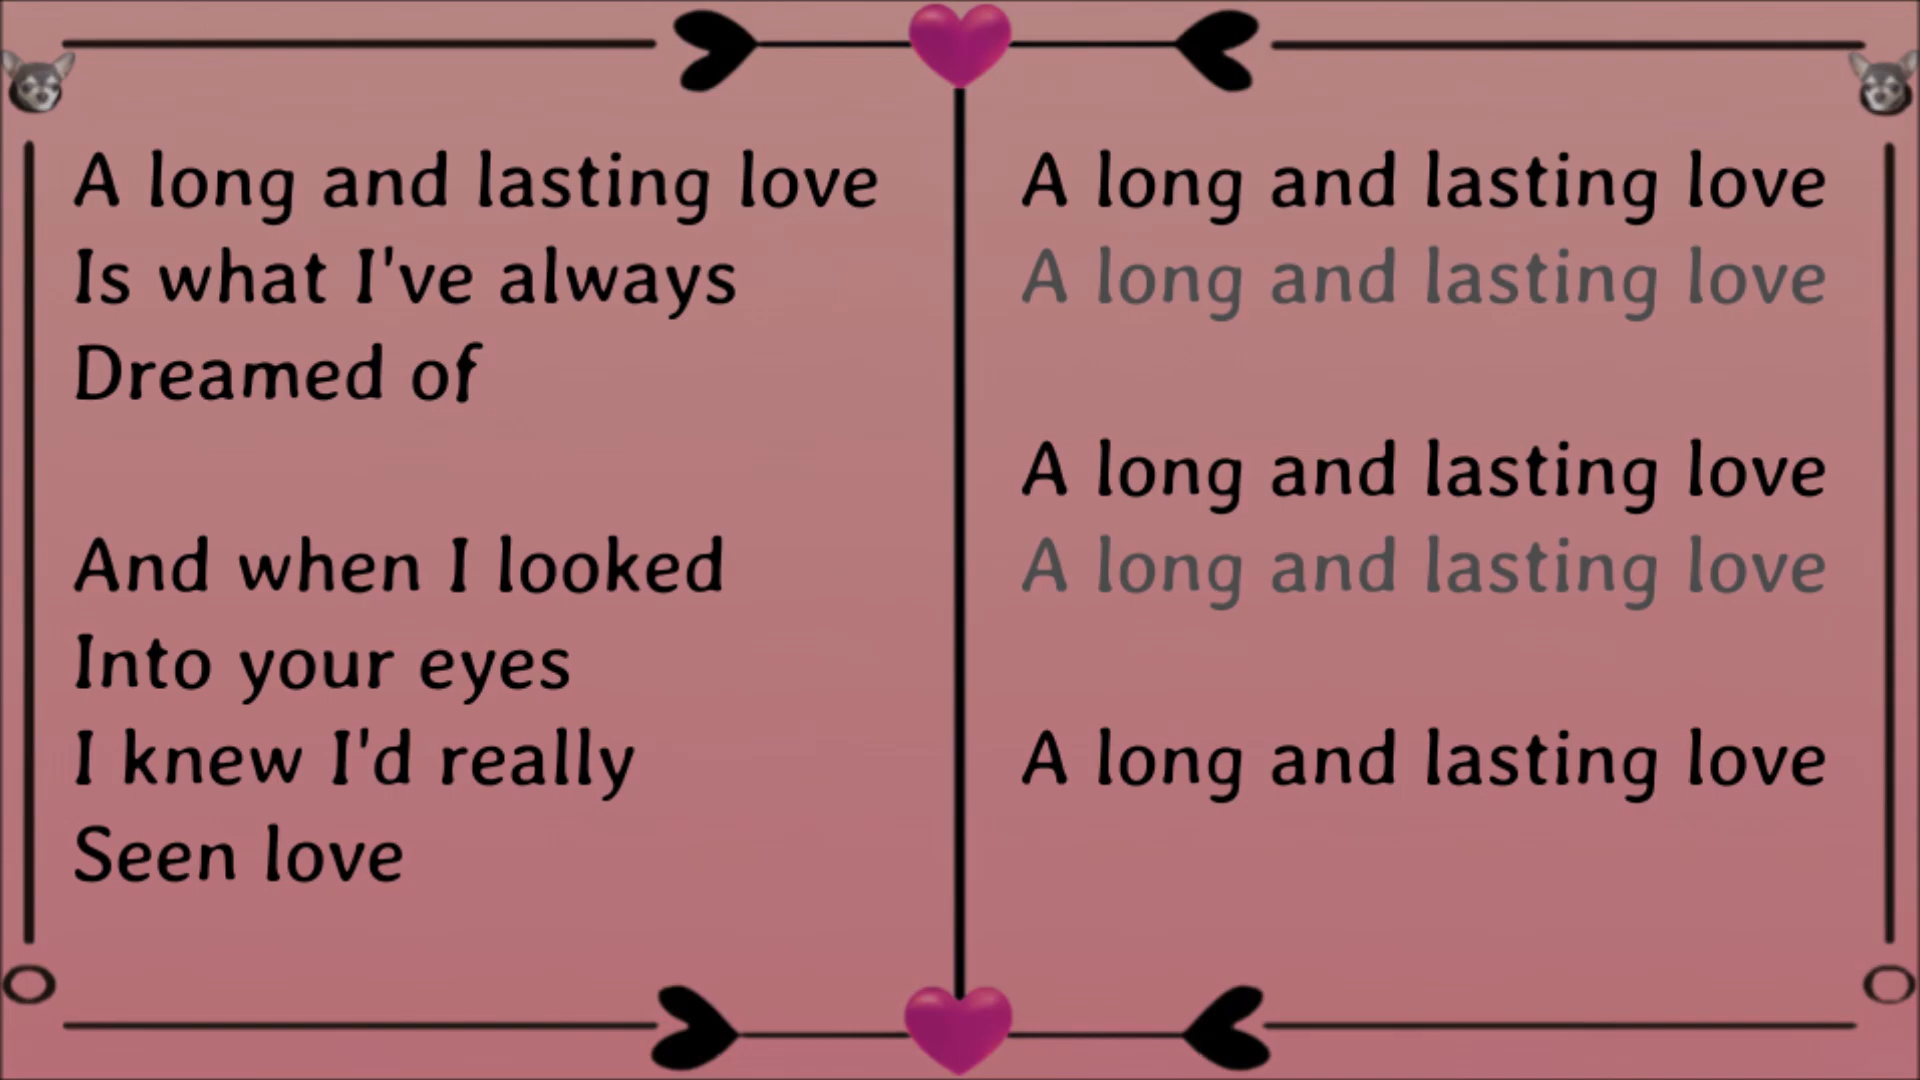 A long and lasting love
Is what I've always
Dreamed of
And when I looked
Into your eyes
I knew I'd really
Seen love
A long and lasting love
A long and lasting love
A long and lasting love
A long and lasting love
A long and lasting love